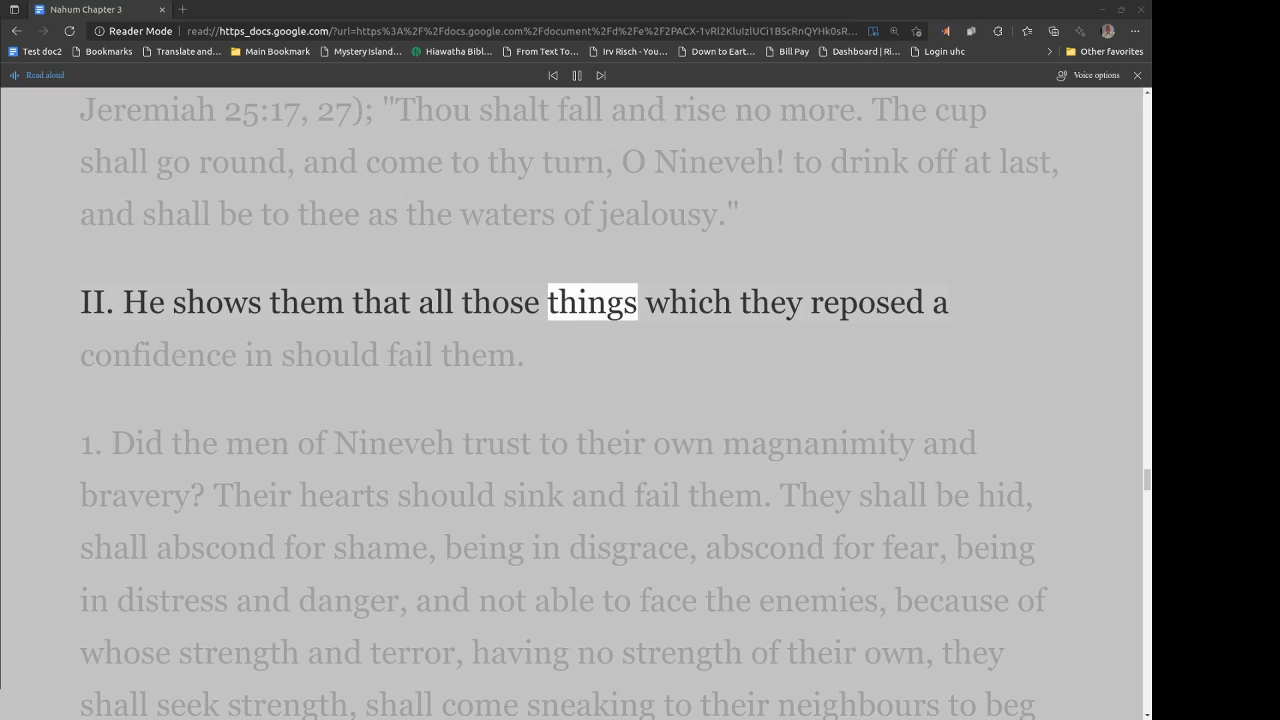 Nahum Chapter 3
Reader Mode
read://https_docs.google.com/?url=https%3A%2F%2Fdocs.google.com%2Fdocument%2Fd%2Fe%2F2PACX-1vRl2KluIzlUCi1BScRnQYHk0sR...
Test doc2 Bookmarks Translate and... Main Bookmark Mystery Island... Hiawatha Bibl... From Text To... Irv Risch - You... Down to Eart... Bill Pay Dashboard | Ri... Login uhc Other favorites
Read aloud Voice options
Jeremiah 25:17, 27); "Thou shalt fall and rise no more. The cup
shall go round, and come to thy turn, O Nineveh! to drink off at last,
and shall be to thee as the waters of jealousy."
II. He shows them that all those things which they reposed a
confidence in should fail them.
1. Did the men of Nineveh trust to their own magnanimity and
bravery? Their hearts should sink and fail them. They shall be hid,
shall abscond for shame, being in disgrace, abscond for fear, being
in distress and danger, and not able to face the enemies, because of
whose strength and terror, having no strength of their own, they
shall seek strength, shall come sneaking to their neighbours to beg